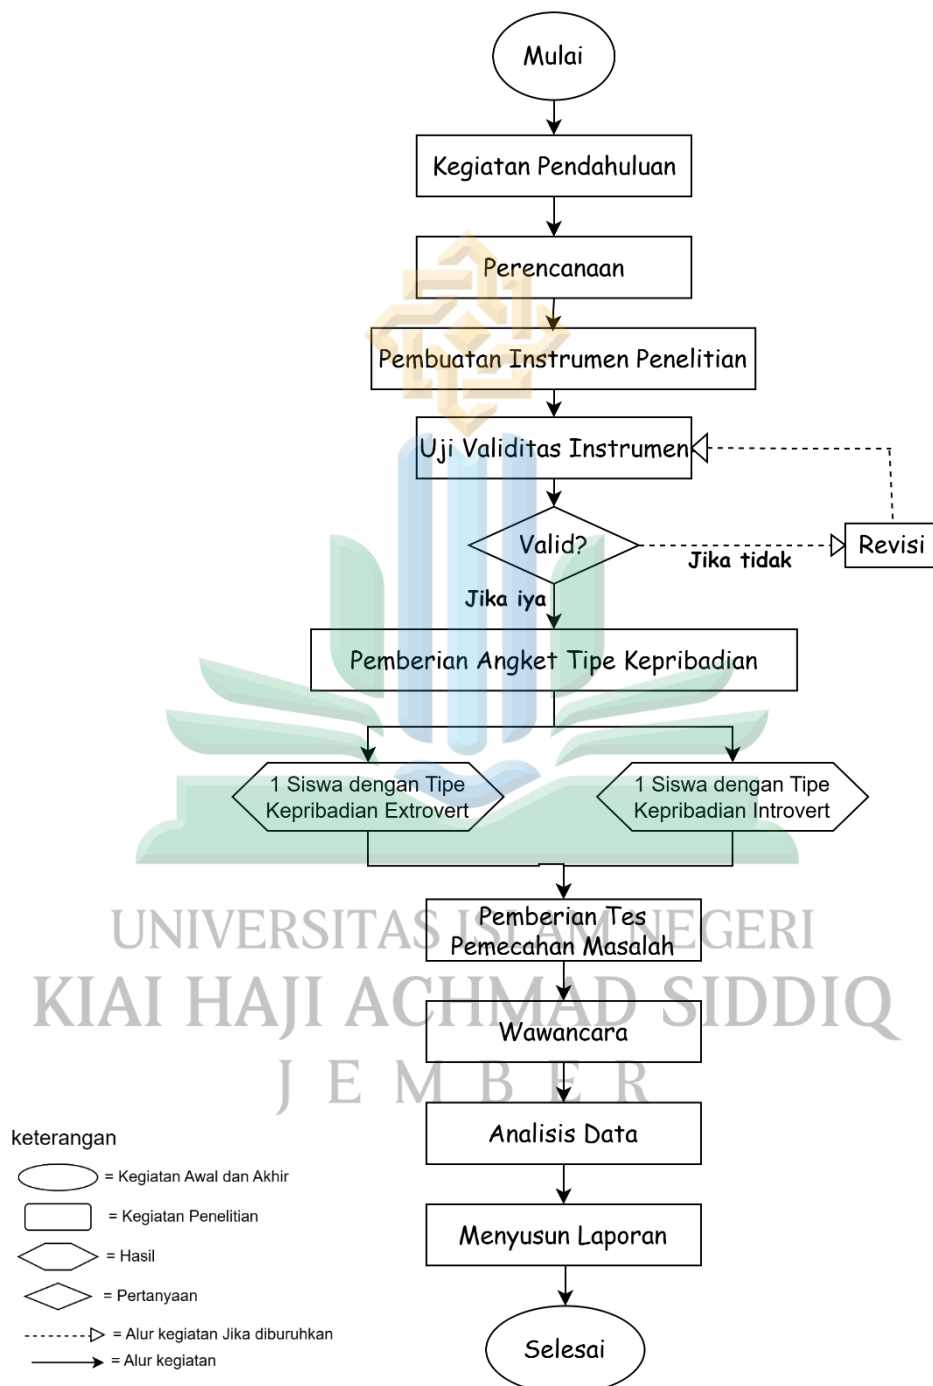 Mulai
Kegiatan Pendahuluan
Perencanaan
Pembuatan Instrumen Penelitian
Uji Validitas Instrumen
Valid?
Jika tidak
Revisi
Jika iya
Pemberian Angket Tipe Kepribadian
1 Siswa dengan Tipe
Kepribadian Extrovert
1 Siswa dengan Tipe
Kepribadian Introvert
Pemberian Tes
Pemecahan Masalah
UNIVERSITAS ISLAM NEGERI
KIAI HAJI ACHMAD SIDDIQ
JEMBER
Wawancara
Analisis Data
Menyusun Laporan
Selesai
keterangan
= Kegiatan Awal dan Akhir
= Kegiatan Penelitian
= Hasil
= Pertanyaan
= Alur kegiatan Jika diburuhkan
= Alur kegiatan